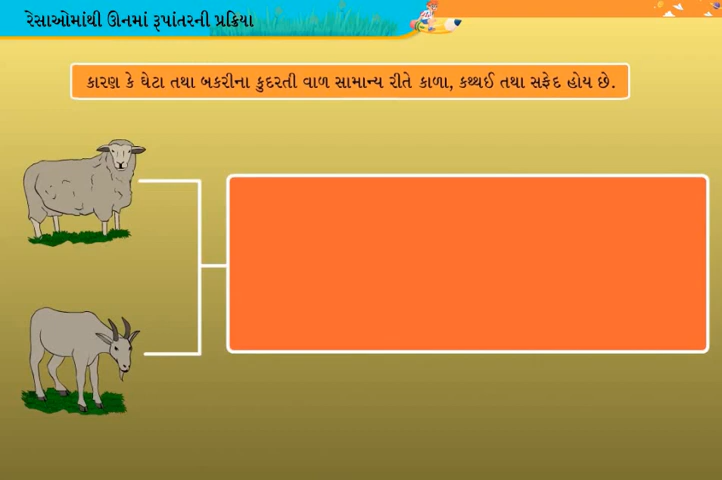 રેસાઓમાંથી ઊનમાં રૂપાંતરની પ્રક્રિયા
કારણ કે ઘેટા તથા બકરીના કુદરતી વાળ સામાન્ય રીતે કાળા, કથ્થઈ તથા સફેદ હોય છે.